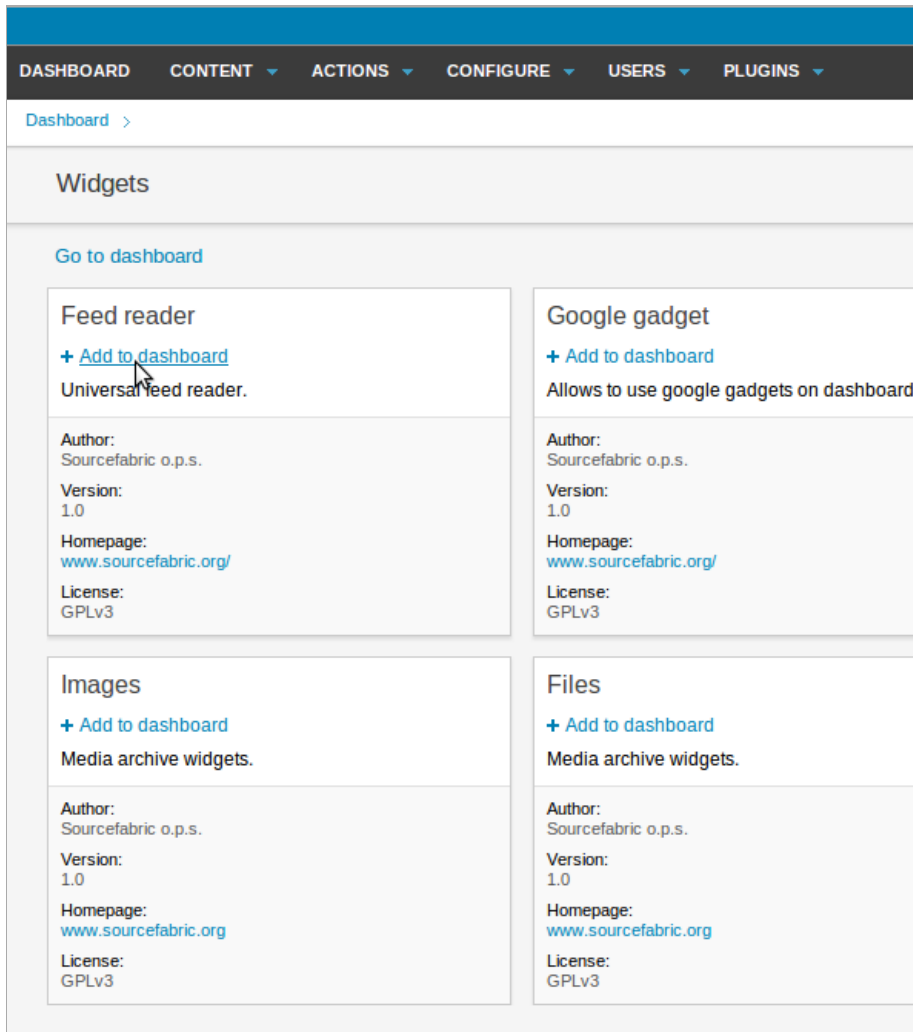 DASHBOARD CONTENT ACTIONS CONFIGURE USERS PLUGINS
Dashboard >
Widgets
Go to dashboard
Feed reader
+ Add to dashboard
Universal feed reader.
Author:
Sourcefabric o.p.s.
Version:
1.0
Homepage:
www.sourcefabric.org/
License:
GPLv3
Google gadget
+ Add to dashboard
Allows to use google gadgets on dashboard
Author:
Sourcefabric o.p.s.
Version:
1.0
Homepage:
www.sourcefabric.org/
License:
GPLv3
Images
+ Add to dashboard
Media archive widgets.
Author:
Sourcefabric o.p.s.
Version:
1.0
Homepage:
www.sourcefabric.org
License:
GPLv3
Files
+ Add to dashboard
Media archive widgets.
Author:
Sourcefabric o.p.s.
Version:
1.0
Homepage:
www.sourcefabric.org
License:
GPLv3